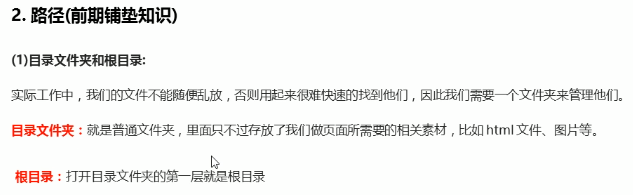 2. 路径(前期铺垫知识)
(1)目录文件夹和根目录:
实际工作中，我们的文件不能随便乱放，否则用起来很难快速的找到他们，因此我们需要一个文件夹来管理他们。
目录文件夹：就是普通文件夹，里面只不过存放了我们做页面所需要的相关素材，比如 html 文件、图片等。
根目录：打开目录文件夹的第一层就是根目录